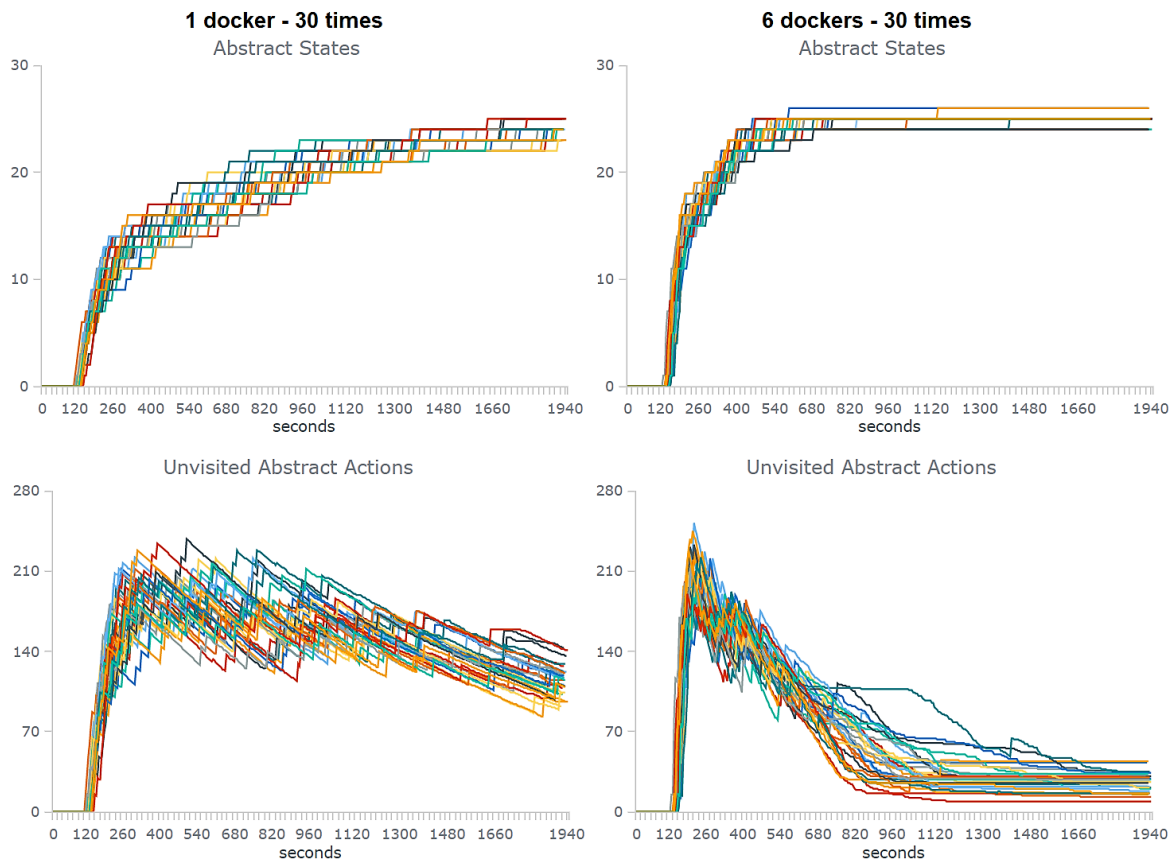 1 docker - 30 times
Abstract States
30
20
10
0
0 120 260 400 540 680 820 960 1120 1300 1480 1660 1940
seconds
6 dockers - 30 times
Abstract States
30
20
10
0
0 120 260 400 540 680 820 960 1120 1300 1480 1660 1940
seconds
Unvisited Abstract Actions
280
210
140
70
0
0 120 260 400 540 680 820 960 1120 1300 1480 1660 1940
seconds
Unvisited Abstract Actions
280
210
140
70
0
0 120 260 400 540 680 820 960 1120 1300 1480 1660 1940
seconds